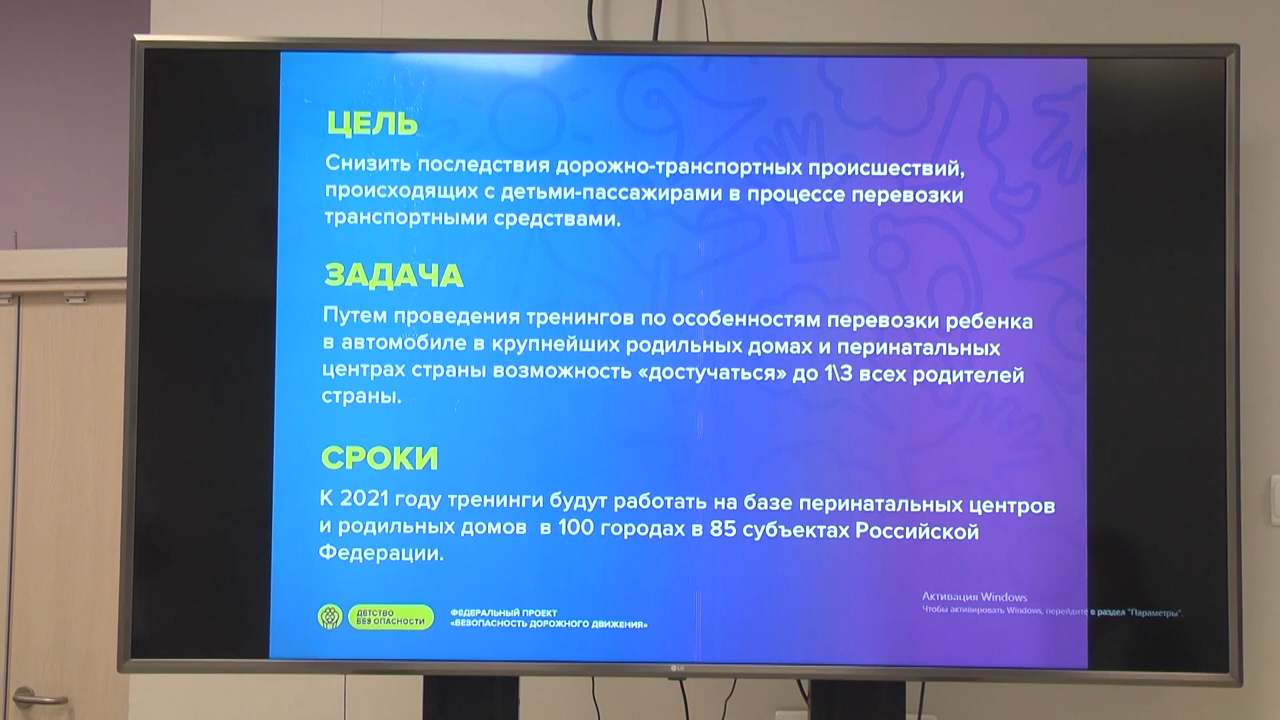 ЦЕЛЬ
Снизить последствия дорожно-транспортных происшествий,
происходящих с детьми-пассажирами в процессе перевозки
транспортными средствами.
ЗАДАЧА
Путем проведения тренингов по особенностям перевозки ребенка
в автомобиле в крупнейших родильных домах и перинатальных
центрах страны возможность «достучаться» до 1\3 всех родителей
страны.
СРОКИ
К 2021 году тренинги будут работать на базе перинатальных центров
и родильных домов в 100 городах в 85 субъектах Российской
Федерации.
ДЕТСТВО
БЕЗ ОПАСНОСТИ
ФЕДЕРАЛЬНЫЙ ПРОЕКТ
«БЕЗОПАСНОСТЬ ДОРОЖНОГО ДВИЖЕНИЯ»
Активация Windows
Чтобы активировать Windows, перейдите в раздел "Параметры".
LG